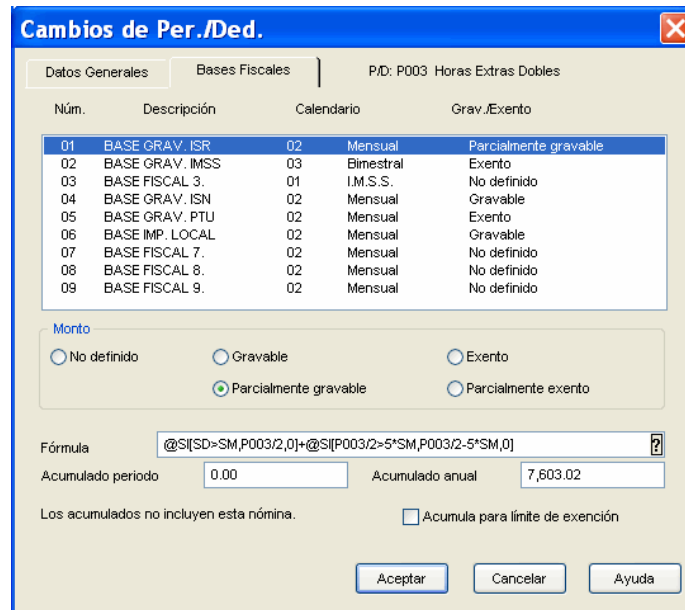 Cambios de Per./Ded.
Datos Generales Bases Fiscales P/D: P003 Horas Extras Dobles
Núm. Descripción Calendario Grav./Exento
01 BASE GRAV. ISR 02 Mensual Parcialmente gravable
02 BASE GRAV. IMSS 03 Bimestral Exento
03 BASE FISCAL 3. 01 I.M.S.S. No definido
04 BASE GRAV. ISN 02 Mensual Gravable
05 BASE GRAV. PTU 02 Mensual Exento
06 BASE IMP. LOCAL 02 Mensual Gravable
07 BASE FISCAL 7. 02 Mensual No definido
08 BASE FISCAL 8. 02 Mensual No definido
09 BASE FISCAL 9. 02 Mensual No definido
Monto
No definido Gravable Exento
Parcialmente gravable Parcialmente exento
Fórmula @SI[SD>SM,P003/2,0]+@SI[P003/2>5*SM,P003/2-5*SM,0] ?
Acumulado periodo 0.00 Acumulado anual 7,603.02
Los acumulados no incluyen esta nómina. Acumula para límite de exención
Aceptar Cancelar Ayuda